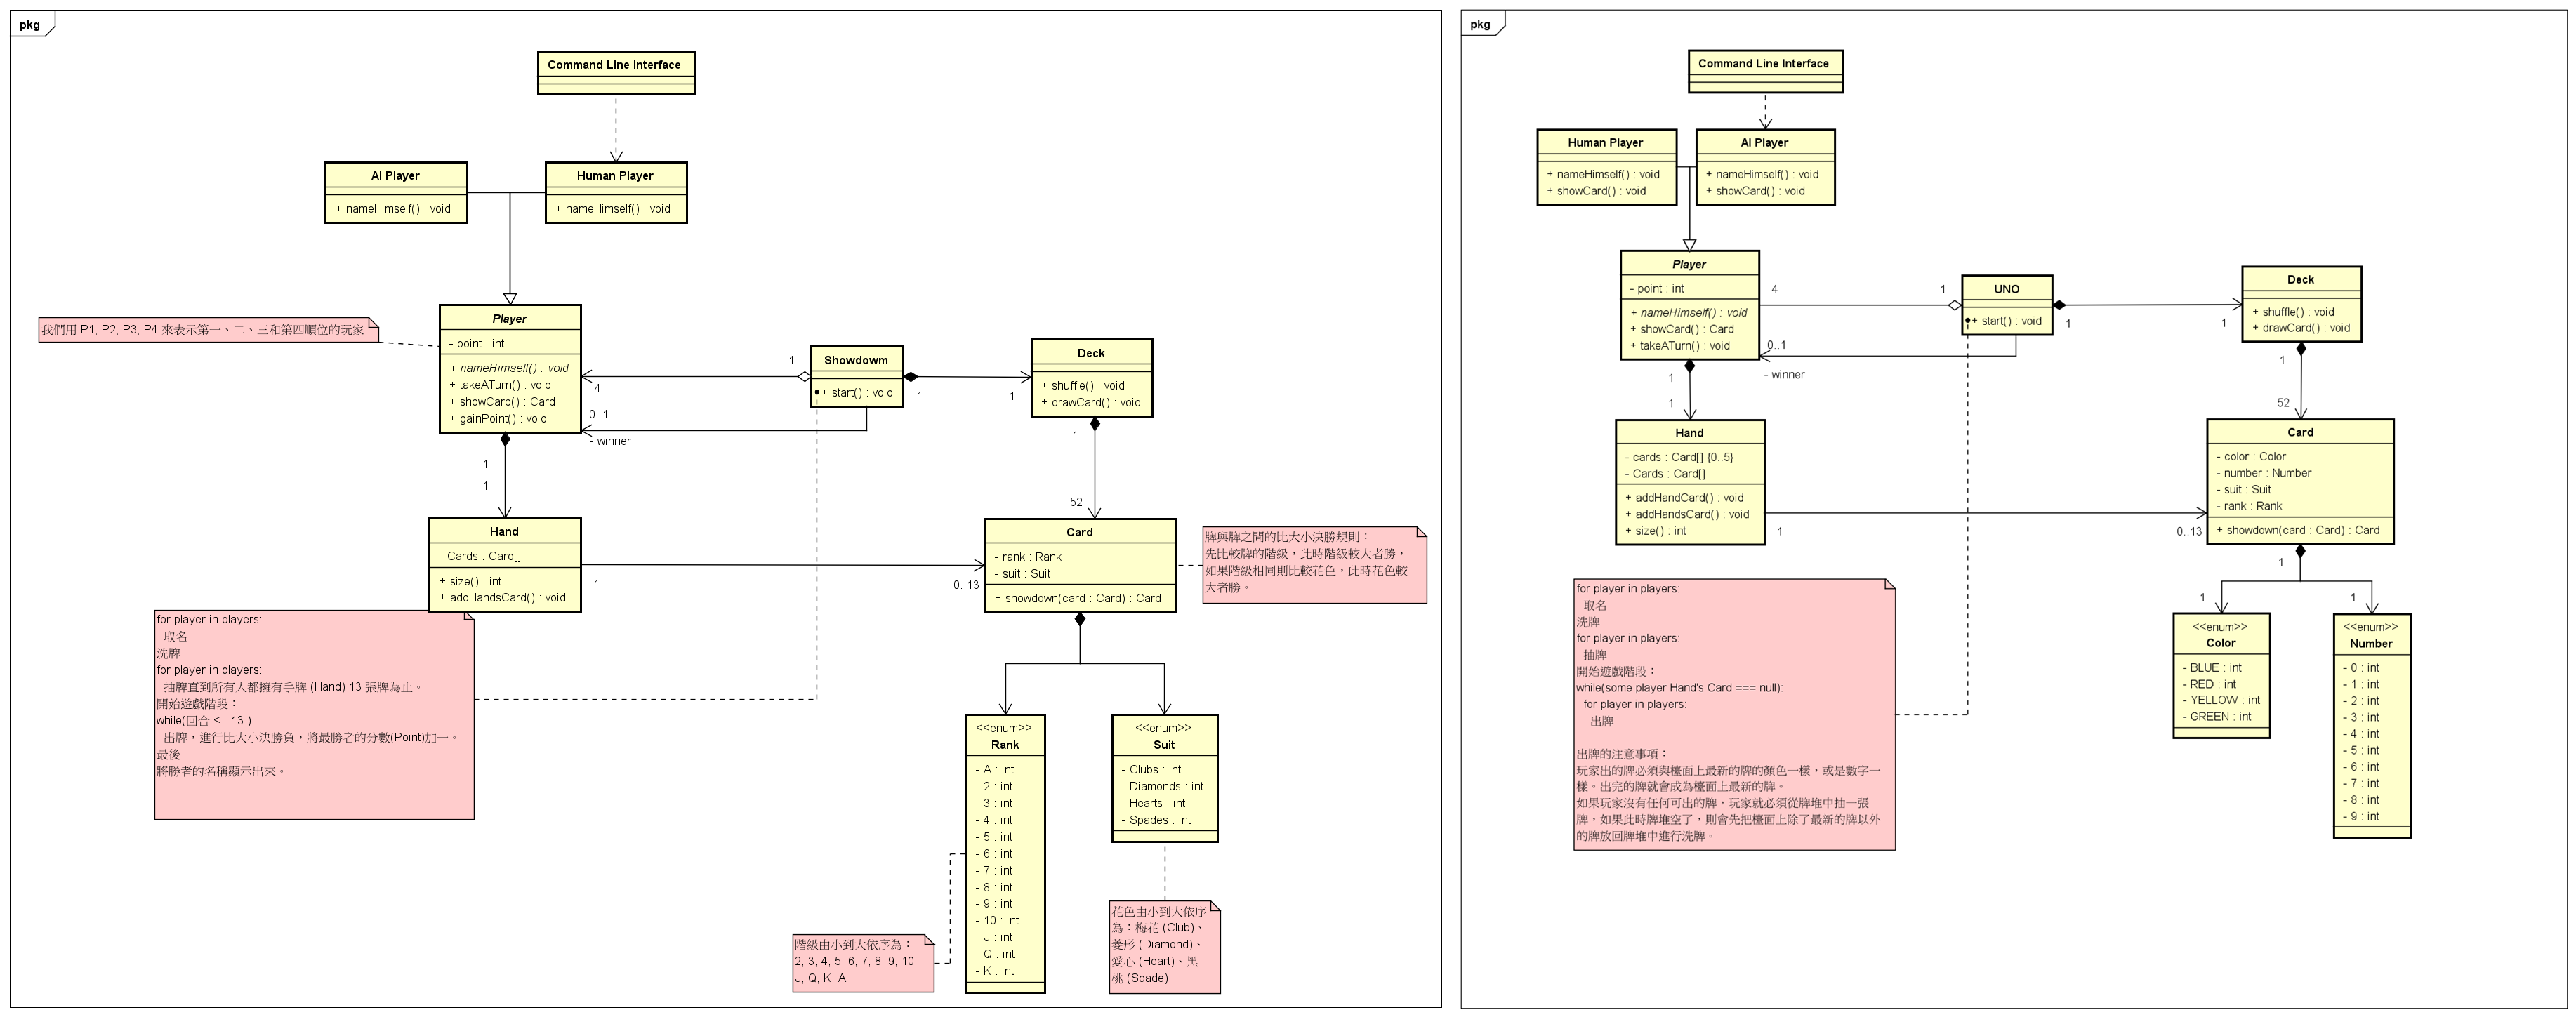 pkg
Command Line Interface
AI Player
+ nameHimself() : void
Human Player
+ nameHimself() : void
我們用 P1, P2, P3, P4 來表示第一、二、三和第四順位的玩家
Player
- point : int
+ nameHimself() : void
+ takeATurn() : void
+ showCard() : Card
+ gainPoint() : void
1
4
0..1
- winner
Showdowm
+ start() : void
1
1
Deck
+ shuffle() : void
+ drawCard() : void
1
52
1
1
Hand
- Cards : Card[]
+ size() : int
+ addHandsCard() : void
1
0..13
Card
- rank : Rank
- suit : Suit
+ showdown(card : Card) : Card
牌與牌之間的比大小決勝規則：
先比較牌的階級，此時階級較大者勝，
如果階級相同則比較花色，此時花色較
大者勝。
for player in players:
取名
洗牌
for player in players:
抽牌直到所有人都擁有手牌 (Hand) 13 張牌為止。
開始遊戲階段：
while(回合 <= 13 ):
出牌，進行比大小決勝負，將最勝者的分數(Point)加一。
最後
將勝者的名稱顯示出來。
<<enum>>
Rank
- A : int
- 2 : int
- 3 : int
- 4 : int
- 5 : int
- 6 : int
- 7 : int
- 8 : int
- 9 : int
- 10 : int
- J : int
- Q : int
- K : int
<<enum>>
Suit
- Clubs : int
- Diamonds : int
- Hearts : int
- Spades : int
階級由小到大依序為：
2, 3, 4, 5, 6, 7, 8, 9, 10,
J, Q, K, A
花色由小到大依序
為：梅花 (Club)、
菱形 (Diamond)、
愛心 (Heart)、黑
桃 (Spade)
pkg
Command Line Interface
Human Player
+ nameHimself() : void
+ showCard() : void
AI Player
+ nameHimself() : void
+ showCard() : void
Player
- point : int
+ nameHimself() : void
+ showCard() : Card
+ takeATurn() : void
4
1
0..1
- winner
UNO
+ start() : void
1
1
Deck
+ shuffle() : void
+ drawCard() : void
1
52
1
1
Hand
- cards : Card[] {0..5}
- Cards : Card[]
+ addHandCard() : void
+ addHandsCard() : void
+ size() : int
1
0..13
Card
- color : Color
- number : Number
- suit : Suit
- rank : Rank
+ showdown(card : Card) : Card
1
1
1
<<enum>>
Color
- BLUE : int
- RED : int
- YELLOW : int
- GREEN : int
<<enum>>
Number
- 0 : int
- 1 : int
- 2 : int
- 3 : int
- 4 : int
- 5 : int
- 6 : int
- 7 : int
- 8 : int
- 9 : int
for player in players:
取名
洗牌
for player in players:
抽牌
開始遊戲階段：
while(some player Hand's Card === null):
for player in players:
出牌
出牌的注意事項：
玩家出的牌必須與檯面上最新的牌的顏色一樣，或是數字一
樣。出完的牌就會成為檯面上最新的牌。
如果玩家沒有任何可出的牌，玩家就必須從牌堆中抽一張
牌，如果此時牌堆空了，則會先把檯面上除了最新的牌以外
的牌放回牌堆中進行洗牌。